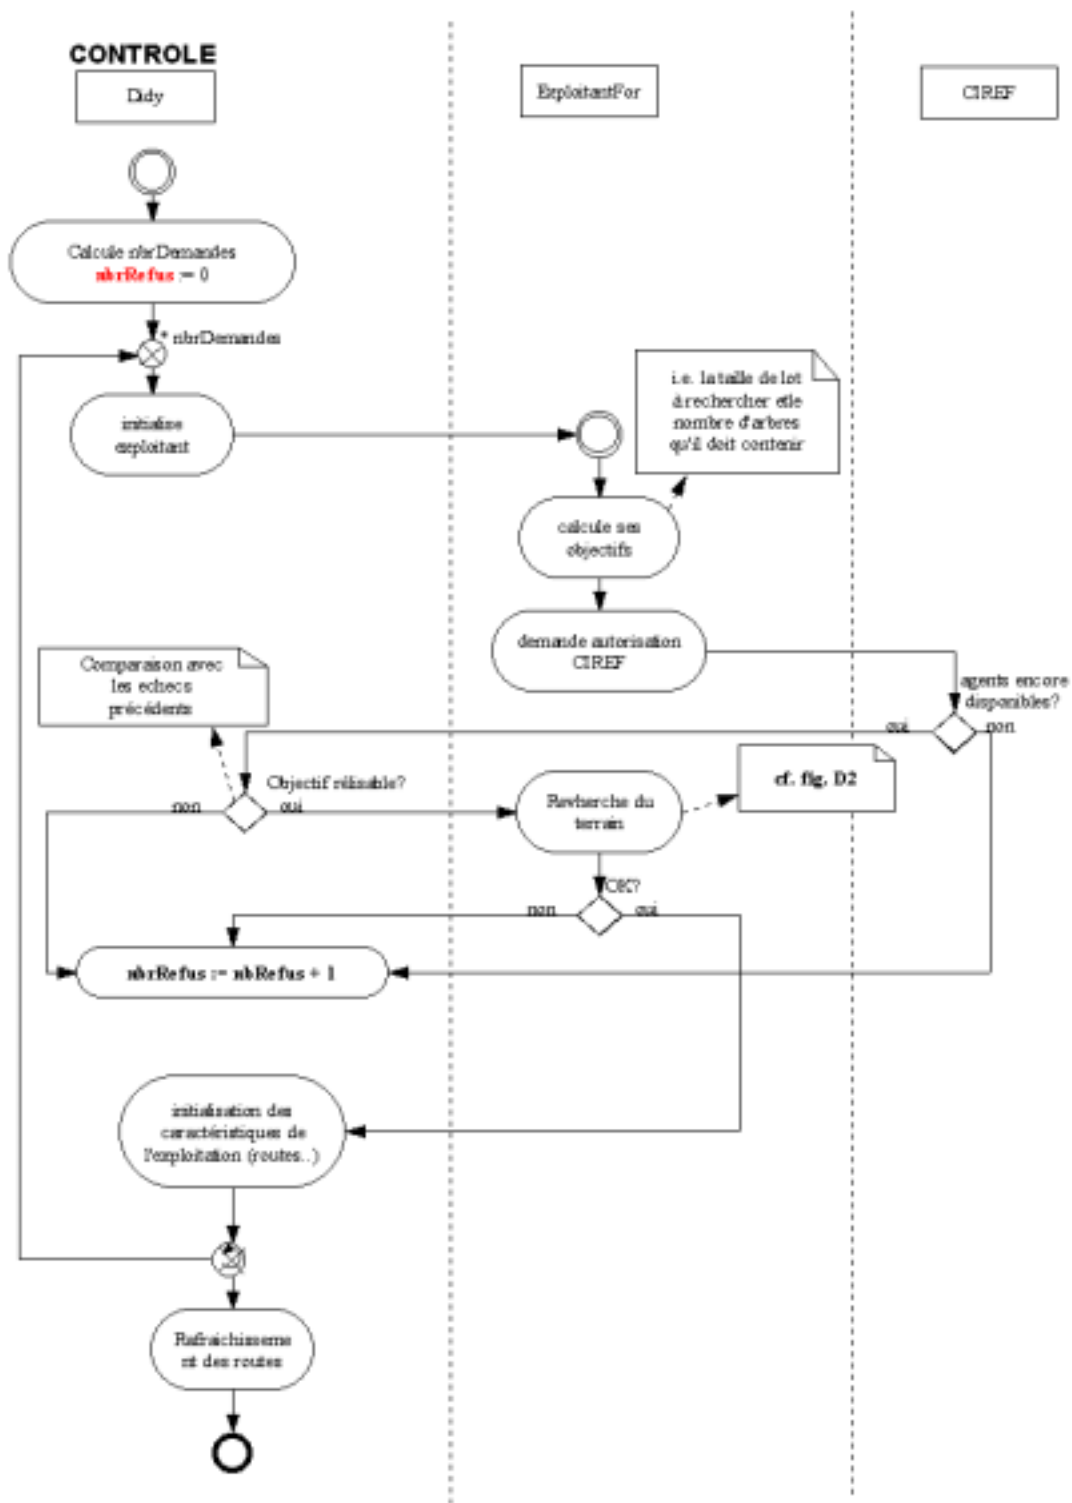 CONTROLE
Didy
ExploitantFor
CIREF
Calcule nbrDemandes
nbrRefus := 0
* nbrDemandes
initialise
exploitant
i.e. la taille de lot
à rechercher et le
nombre d'arbres
qu'il doit contenir
calcule ses
objectifs
demande autorisation
CIREF
Comparaison avec
les echecs
précédents
agents encore
disponibles?
oui
non
Objectif rélisable?
non
oui
Revherche du
terrain
cf. fig. D2
OK?
non
oui
nbrRefus := nbRefus + 1
initialisation des
caractéristiques de
l'exploitation (routes..)
Rafraichisseme
nt des routes